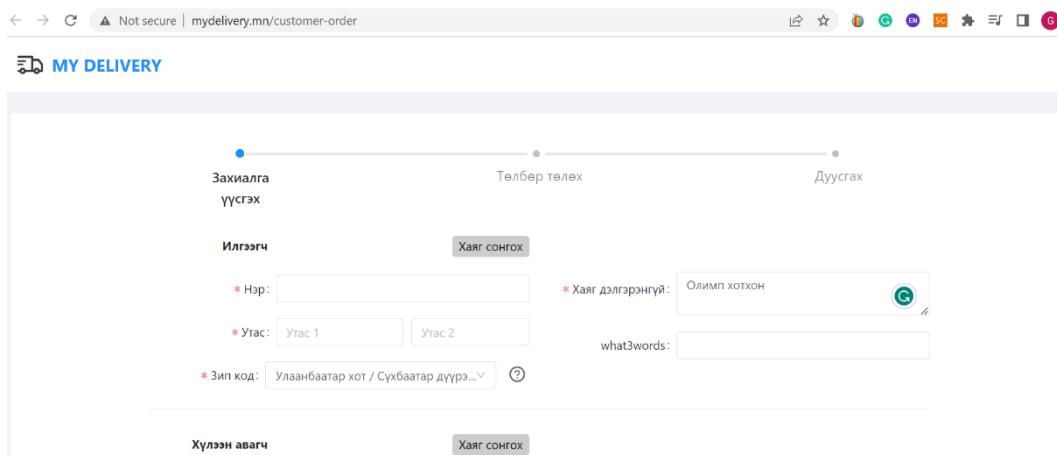 Not secure | mydelivery.mn/customer-order
MY DELIVERY
Захиалга үүсгэх
Төлбөр төлөх
Дуусгах
Илгээгч
Хаяг сонгох
* Нэр:
* Хаяг дэлгэрэнгүй:
Олимп хотхон
* Утас:
Утас 1
Утас 2
what3words:
* Зип код:
Улаанбаатар хот / Сүхбаатар дүүрэ...
Хүлээн авагч
Хаяг сонгох